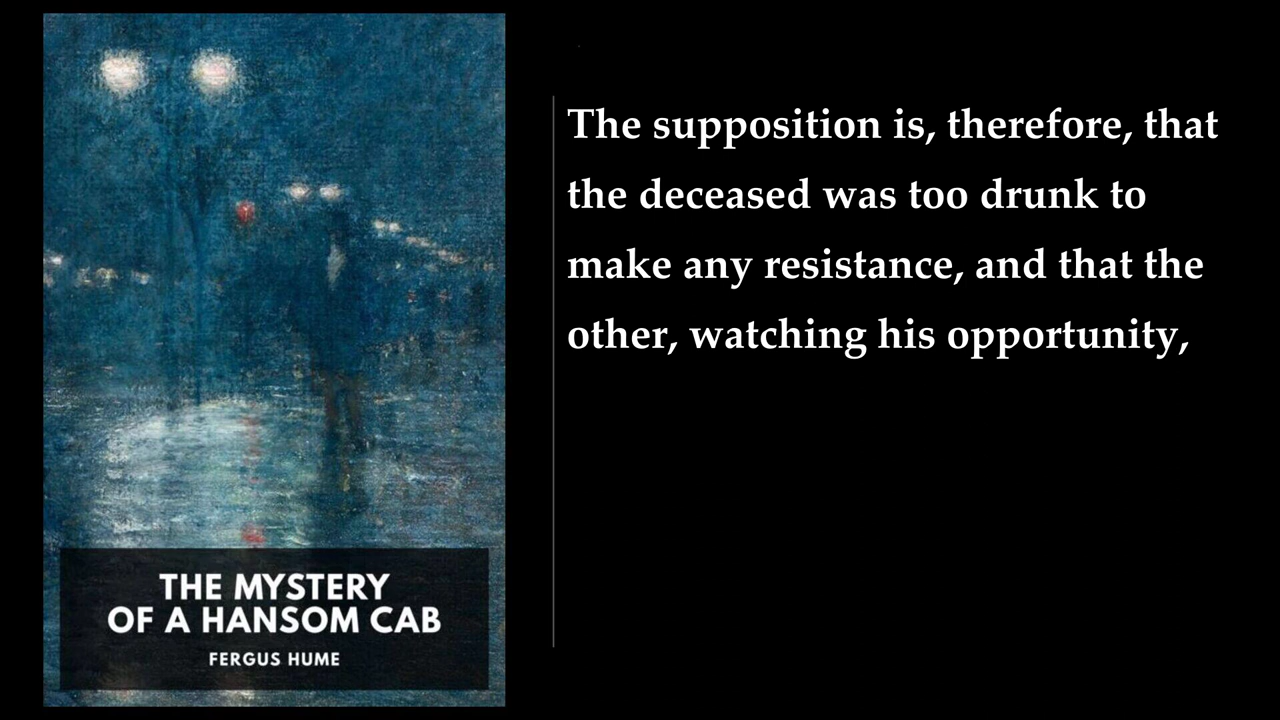 The supposition is, therefore, that
the deceased was too drunk to
make any resistance, and that the
other, watching his opportunity,
THE MYSTERY
OF A HANSOM CAB
FERGUS HUME